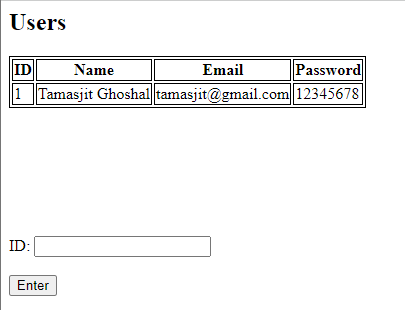 Users
ID Name Email Password
1 Tamasjit Ghoshal tamasjit@gmail.com 12345678
ID:
Enter